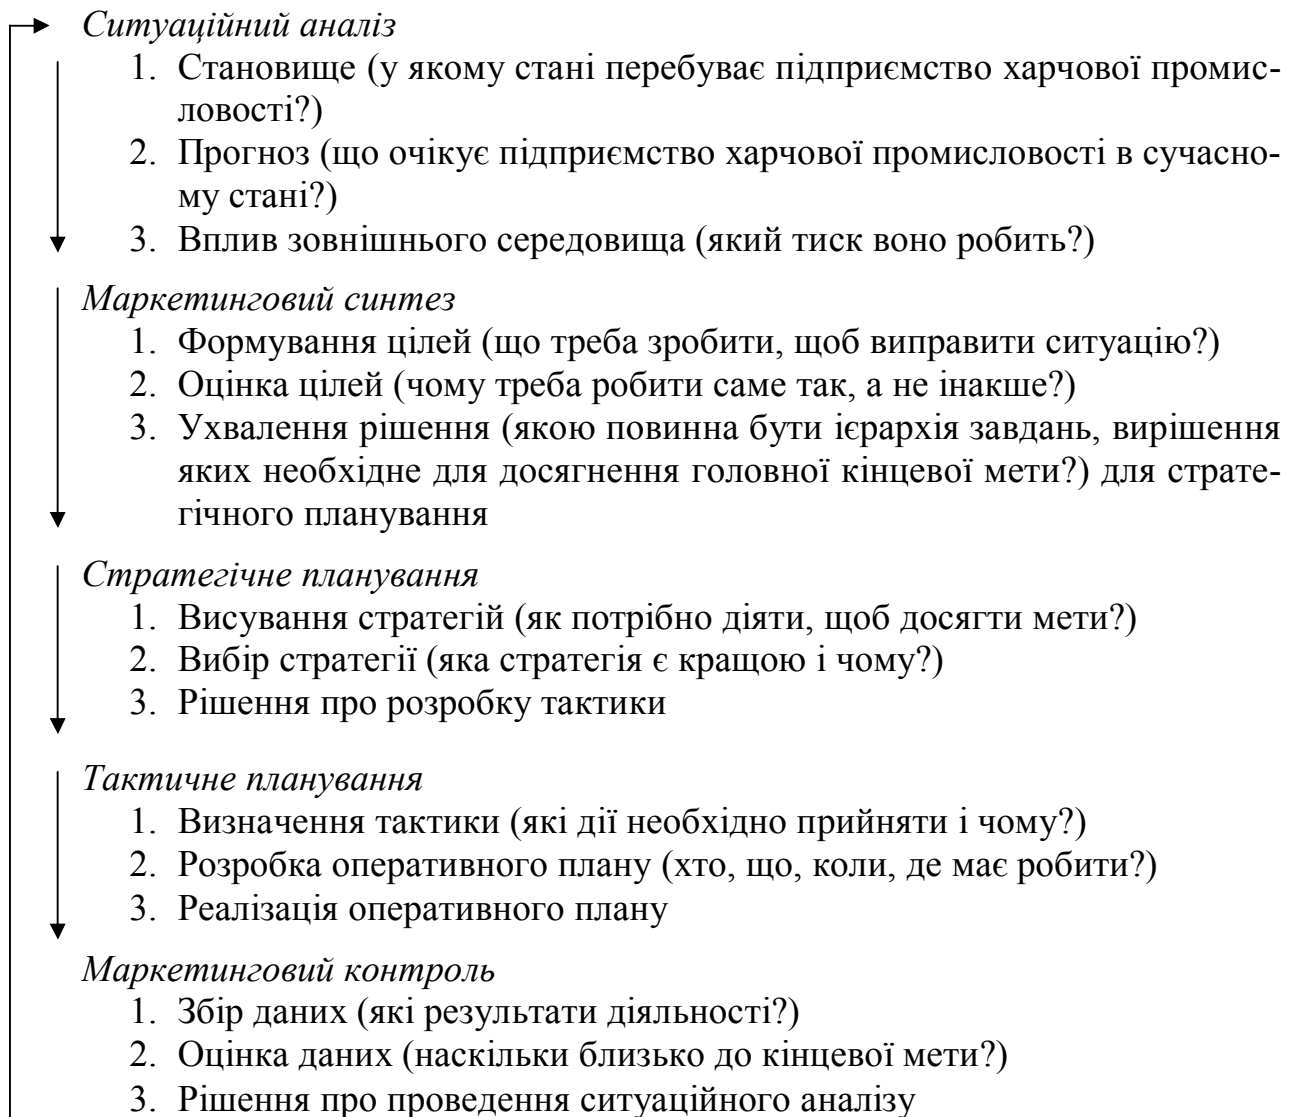 Ситуаційний аналіз
1. Становище (у якому стані перебуває підприємство харчової промис-
ловості?)
2. Прогноз (що очікує підприємство харчової промисловості в сучасно-
му стані?)
3. Вплив зовнішнього середовища (який тиск воно робить?)
Маркетинговий синтез
1. Формування цілей (що треба зробити, щоб виправити ситуацію?)
2. Оцінка цілей (чому треба робити саме так, а не інакше?)
3. Ухвалення рішення (якою повинна бути ієрархія завдань, вирішення
яких необхідне для досягнення головної кінцевої мети?) для страте-
гічного планування
Стратегічне планування
1. Висування стратегій (як потрібно діяти, щоб досягти мети?)
2. Вибір стратегії (яка стратегія є кращою і чому?)
3. Рішення про розробку тактики
Тактичне планування
1. Визначення тактики (які дії необхідно прийняти і чому?)
2. Розробка оперативного плану (хто, що, коли, де має робити?)
3. Реалізація оперативного плану
Маркетинговий контроль
1. Збір даних (які результати діяльності?)
2. Оцінка даних (наскільки близько до кінцевої мети?)
3. Рішення про проведення ситуаційного аналізу